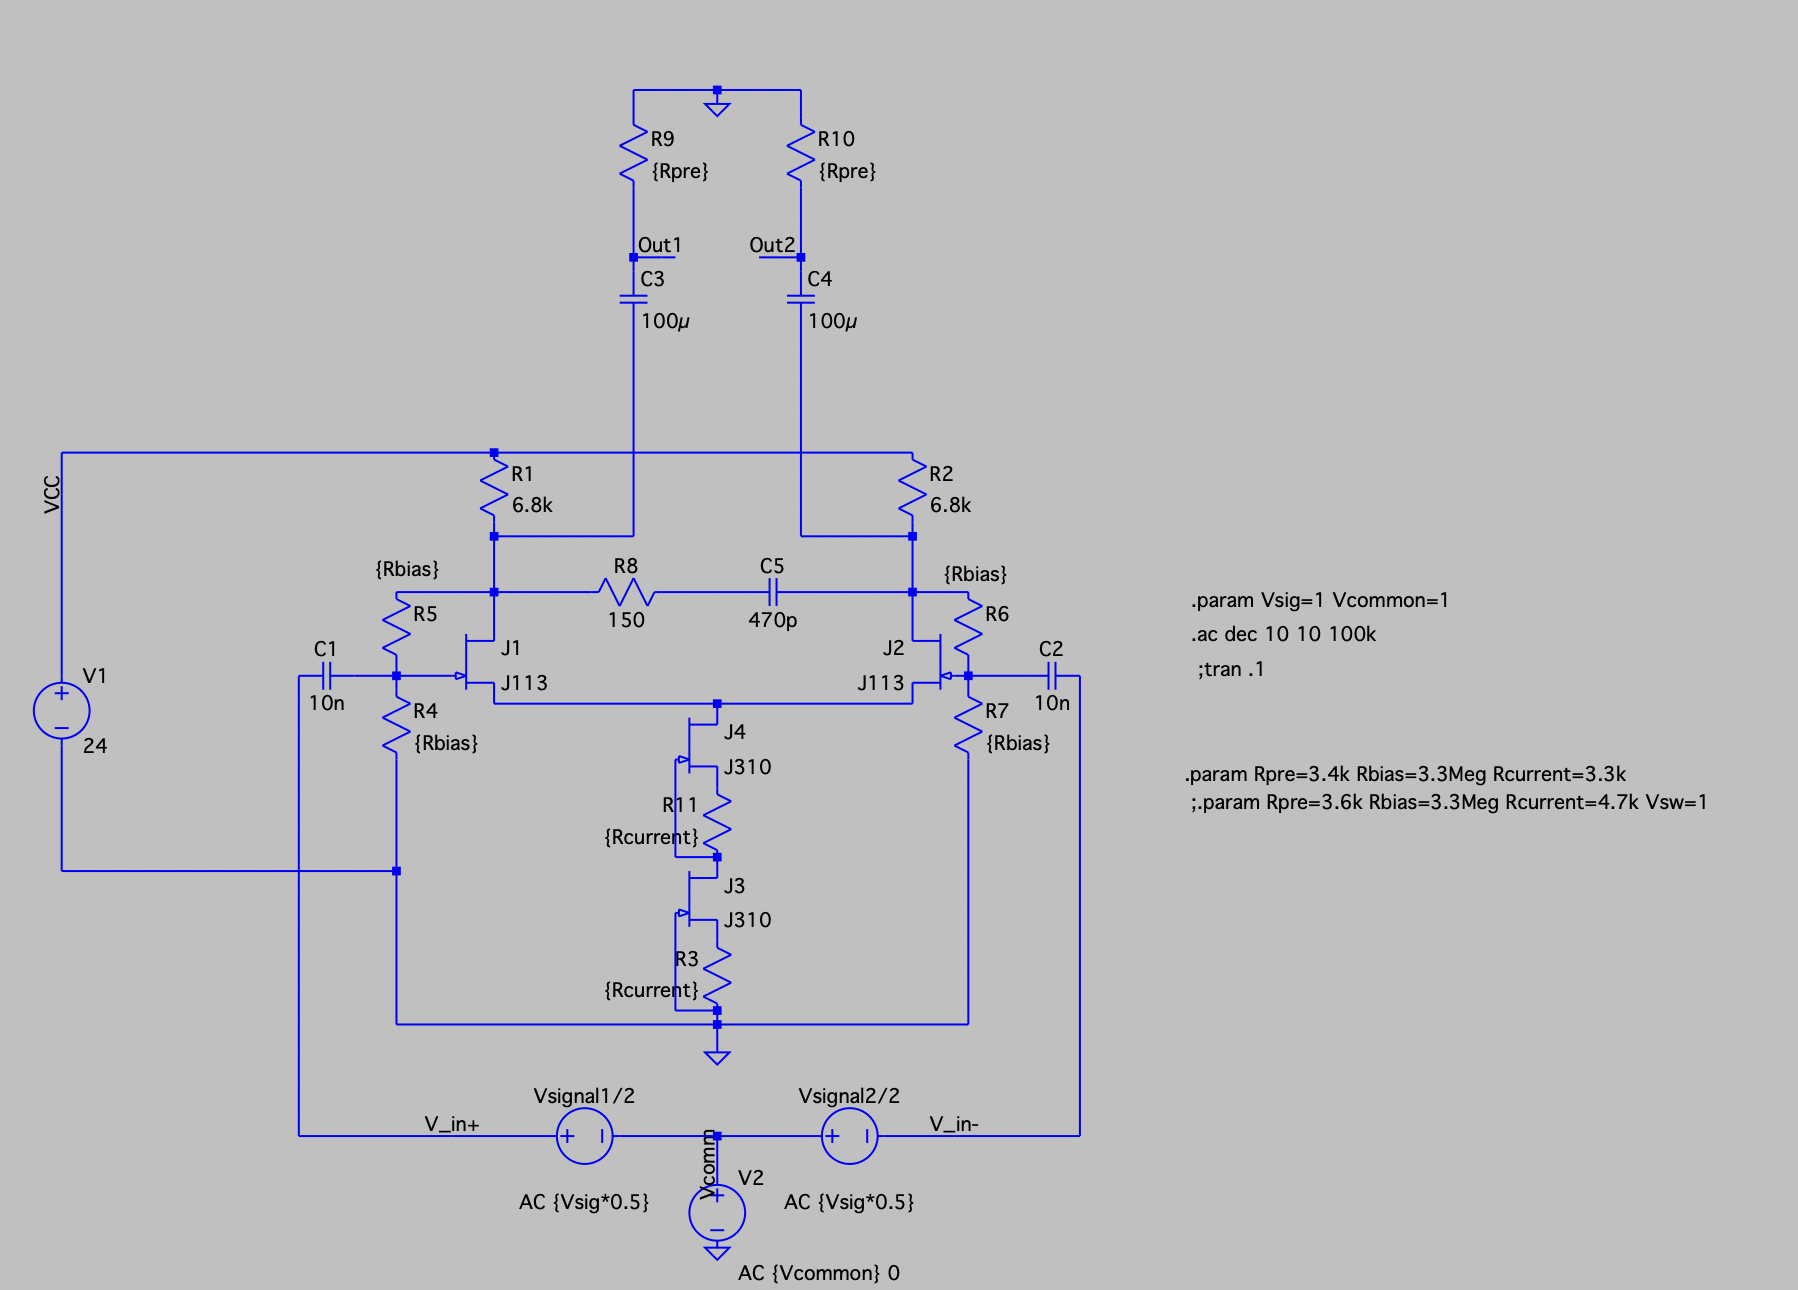 R9
{Rpre}
R10
{Rpre}
Out1
Out2
C3
100µ
C4
100µ
VCC
R1
6.8k
R2
6.8k
{Rbias}
R5
R8
150
C5
470p
{Rbias}
R6
C1
10n
J1
J113
J2
J113
C2
10n
V1
24
R4
{Rbias}
R7
{Rbias}
J4
J310
R11
{Rcurrent}
J3
J310
R3
{Rcurrent}
.param Vsig=1 Vcommon=1
.ac dec 10 10 100k
;tran .1
.param Rpre=3.4k Rbias=3.3Meg Rcurrent=3.3k
;.param Rpre=3.6k Rbias=3.3Meg Rcurrent=4.7k Vsw=1
Vsignal1/2
Vsignal2/2
V_in+
V_in-
AC {Vsig*0.5}
AC {Vsig*0.5}
Vcomm
V2
AC {Vcommon} 0